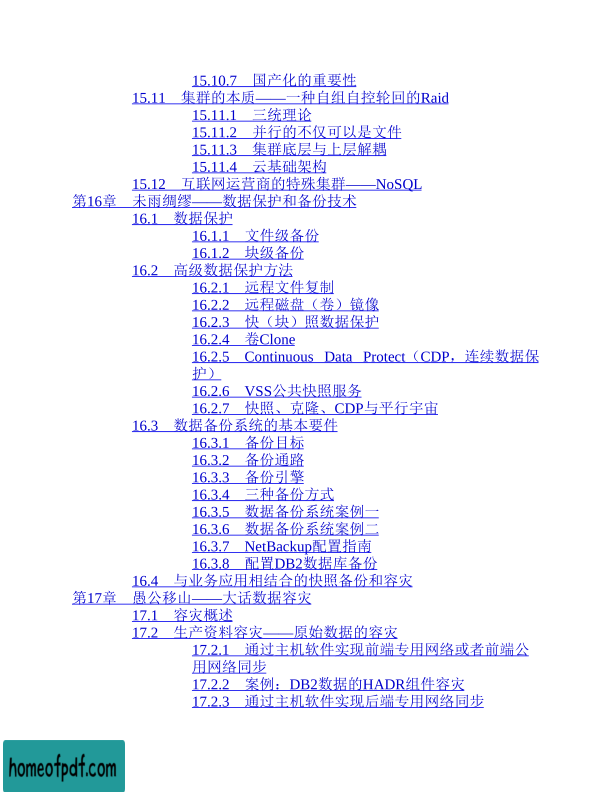 15.10.7 国产化的重要性
15.11 集群的本质——一种自组自控轮回的Raid
15.11.1 三统理论
15.11.2 并行的不仅可以是文件
15.11.3 集群底层与上层解耦
15.11.4 云基础架构
15.12 互联网运营商的特殊集群——NoSQL
第16章 未雨绸缪——数据保护和备份技术
16.1 数据保护
16.1.1 文件级备份
16.1.2 块级备份
16.2 高级数据保护方法
16.2.1 远程文件复制
16.2.2 远程磁盘（卷）镜像
16.2.3 快（块）照数据保护
16.2.4 卷Clone
16.2.5 Continuous Data Protect（CDP，连续数据保
护）
16.2.6 VSS公共快照服务
16.2.7 快照、克隆、CDP与平行宇宙
16.3 数据备份系统的基本要件
16.3.1 备份目标
16.3.2 备份通路
16.3.3 备份引擎
16.3.4 三种备份方式
16.3.5 数据备份系统案例一
16.3.6 数据备份系统案例二
16.3.7 NetBackup配置指南
16.3.8 配置DB2数据库备份
16.4 与业务应用相结合的快照备份和容灾
第17章 愚公移山——大话数据容灾
17.1 容灾概述
17.2 生产资料容灾——原始数据的容灾
17.2.1 通过主机软件实现前端专用网络或者前端公
用网络同步
17.2.2 案例：DB2数据的HADR组件容灾
17.2.3 通过主机软件实现后端专用网络同步
homeofpdf.com